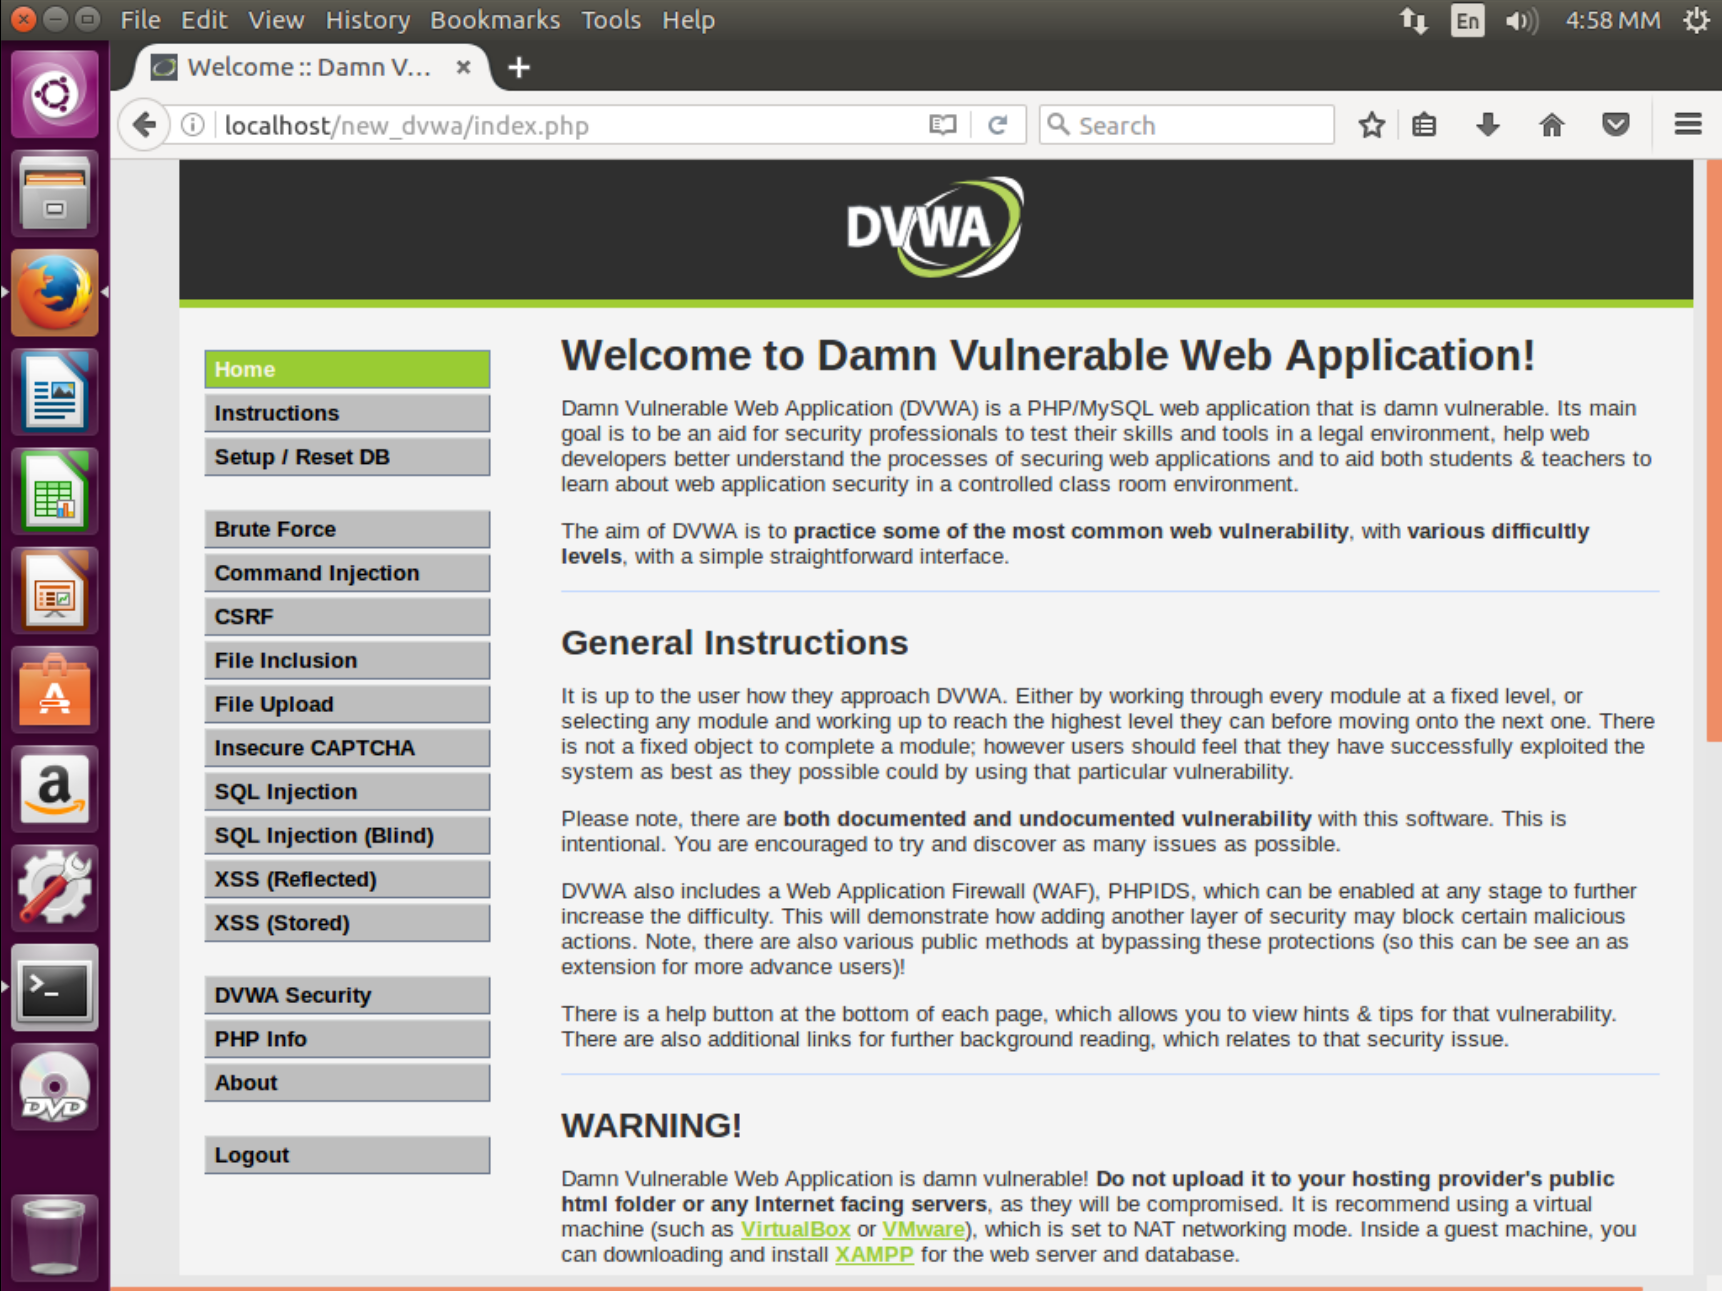 File Edit View History Bookmarks Tools Help
En
4:58 MM
Welcome :: Damn V...
localhost/new_dvwa/index.php
Search
DVWA
Home
Instructions
Setup / Reset DB
Brute Force
Command Injection
CSRF
File Inclusion
File Upload
Insecure CAPTCHA
SQL Injection
SQL Injection (Blind)
XSS (Reflected)
XSS (Stored)
DVWA Security
PHP Info
About
Logout
Welcome to Damn Vulnerable Web Application!
Damn Vulnerable Web Application (DVWA) is a PHP/MySQL web application that is damn vulnerable. Its main
goal is to be an aid for security professionals to test their skills and tools in a legal environment, help web
developers better understand the processes of securing web applications and to aid both students & teachers to
learn about web application security in a controlled class room environment.
The aim of DVWA is to practice some of the most common web vulnerability, with various difficultly
levels, with a simple straightforward interface.
General Instructions
It is up to the user how they approach DVWA. Either by working through every module at a fixed level, or
selecting any module and working up to reach the highest level they can before moving onto the next one. There
is not a fixed object to complete a module; however users should feel that they have successfully exploited the
system as best as they possible could by using that particular vulnerability.
Please note, there are both documented and undocumented vulnerability with this software. This is
intentional. You are encouraged to try and discover as many issues as possible.
DVWA also includes a Web Application Firewall (WAF), PHPIDS, which can be enabled at any stage to further
increase the difficulty. This will demonstrate how adding another layer of security may block certain malicious
actions. Note, there are also various public methods at bypassing these protections (so this can be see an as
extension for more advance users)!
There is a help button at the bottom of each page, which allows you to view hints & tips for that vulnerability.
There are also additional links for further background reading, which relates to that security issue.
WARNING!
Damn Vulnerable Web Application is damn vulnerable! Do not upload it to your hosting provider's public
html folder or any Internet facing servers, as they will be compromised. It is recommend using a virtual
machine (such as VirtualBox or VMware), which is set to NAT networking mode. Inside a guest machine, you
can downloading and install XAMPP for the web server and database.
A
a
>_
DVD